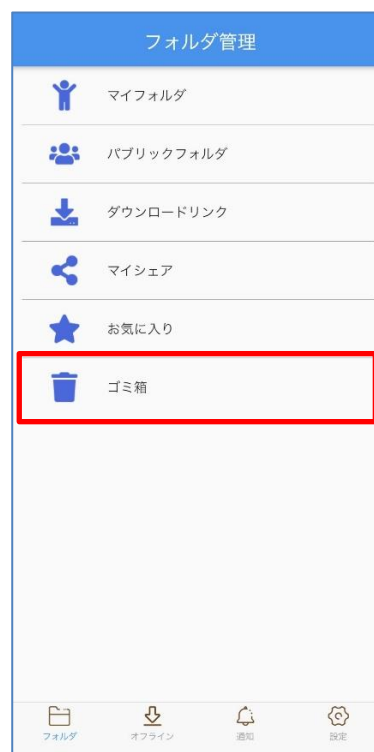 フォルダ管理
マイフォルダ
パブリックフォルダ
ダウンロードリンク
マイシェア
お気に入り
ゴミ箱
フォルダ
オフライン
通知
設定